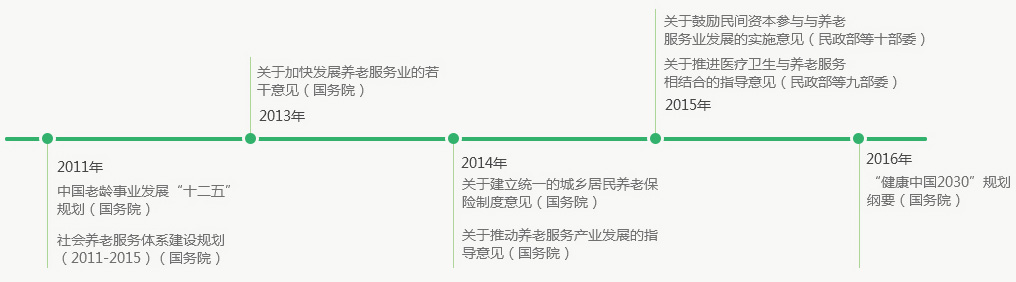 2011年
中国老龄事业发展“十二五”
规划（国务院）
社会养老服务体系建设规划
（2011-2015）（国务院）
关于加快发展养老服务业的若
干意见（国务院）
2013年
2014年
关于建立统一的城乡居民养老保
险制度意见（国务院）
关于推动养老服务产业发展的指
导意见（国务院）
关于鼓励民间资本参与与养老
服务业发展的实施意见（民政部等十部委）
关于推进医疗卫生与养老服务
相结合的指导意见（民政部等九部委）
2015年
2016年
“健康中国2030”规划
纲要（国务院）